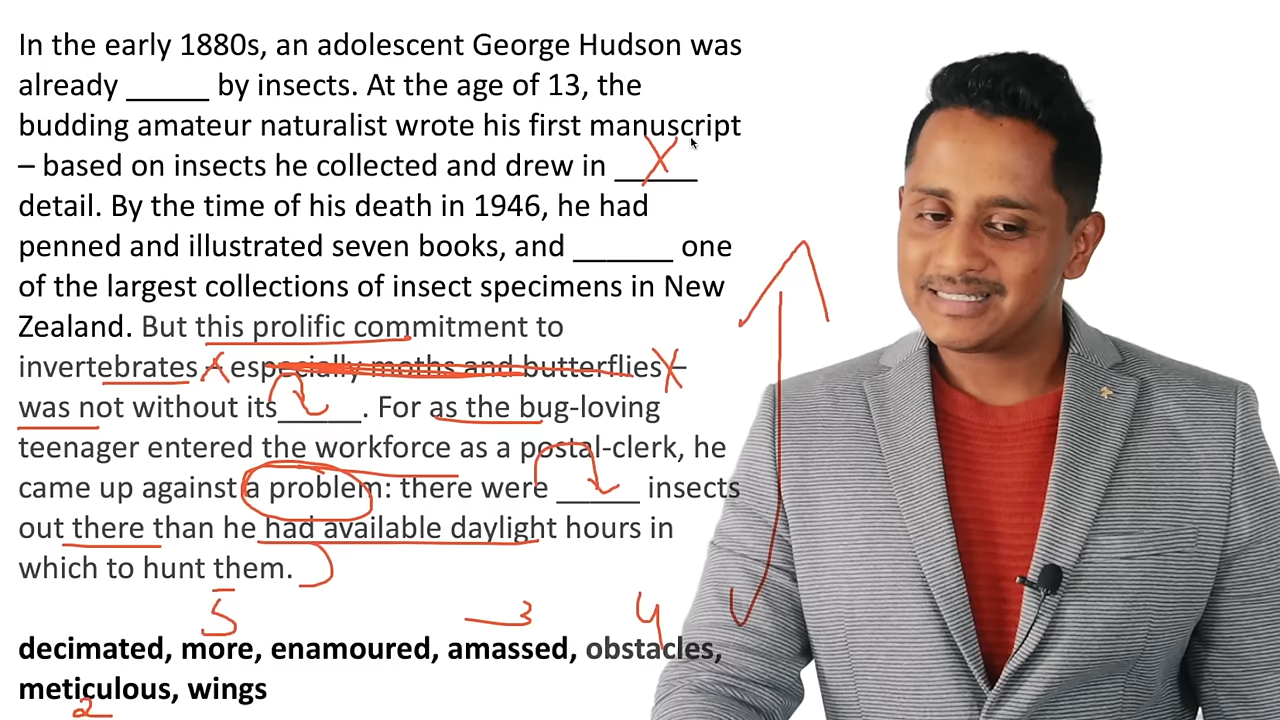 In the early 1880s, an adolescent George Hudson was
already _____ by insects. At the age of 13, the
budding amateur naturalist wrote his first manuscript
– based on insects he collected and drew in _____
detail. By the time of his death in 1946, he had
penned and illustrated seven books, and ______ one
of the largest collections of insect specimens in New
Zealand. But this prolific commitment to
invertebrates – especially moths and butterflies –
was not without its_____. For as the bug-loving
teenager entered the workforce as a postal-clerk, he
came up against a problem: there were _____ insects
out there than he had available daylight hours in
which to hunt them.
5 3 4
decimated, more, enamoured, amassed, obstacles,
meticulous, wings
2